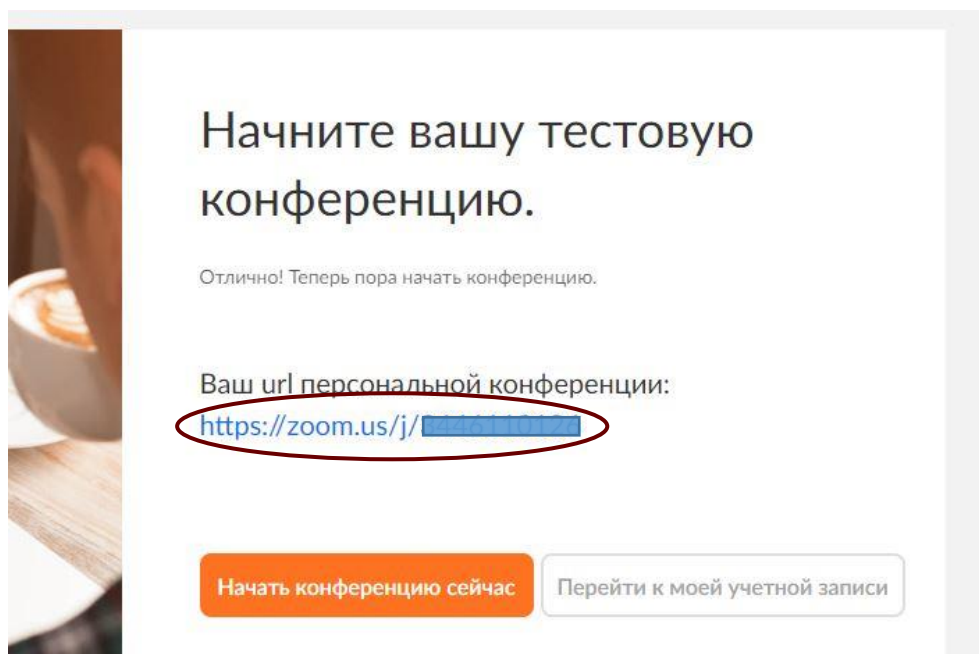 Начните вашу тестовую
конференцию.
Отлично! Теперь пора начать конференцию.
Ваш url персональной конференции:
https://zoom.us/j/
Начать конференцию сейчас
Перейти к моей учетной записи